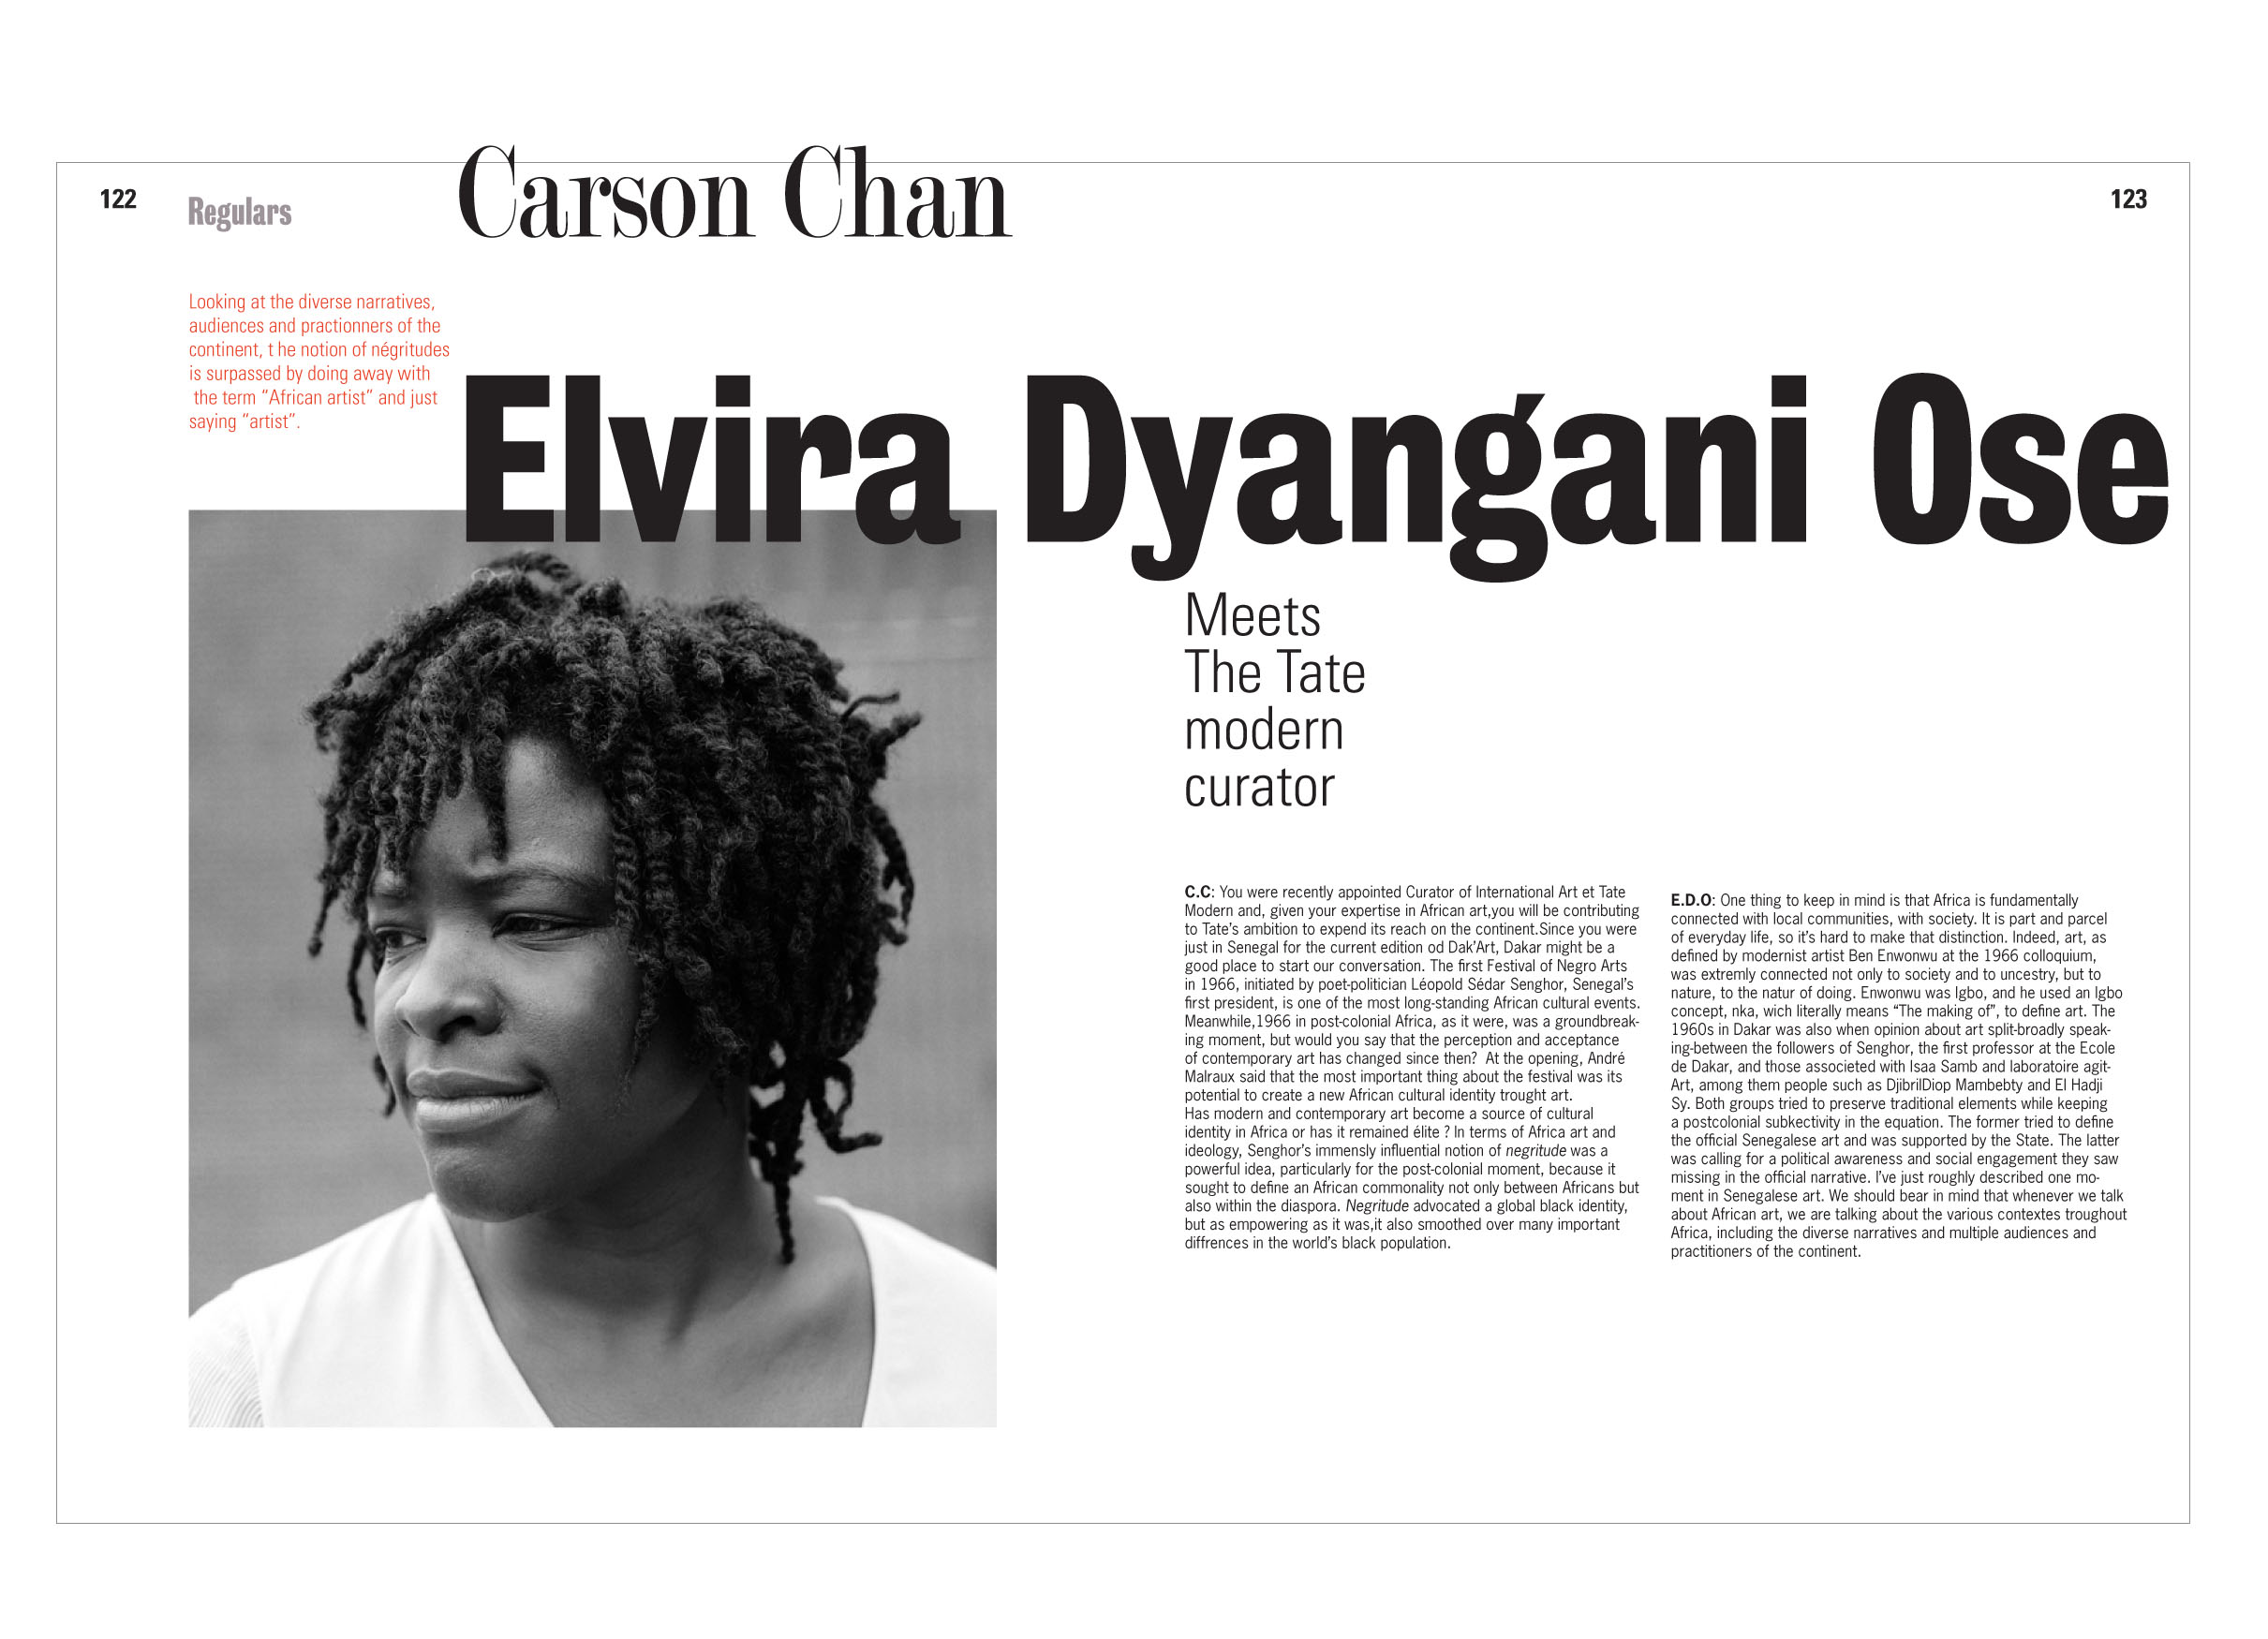 122
Regulars
Carson Chan
123
Looking at the diverse narratives,
audiences and practionners of the
continent, t he notion of négritudes
is surpassed by doing away with
the term “African artist” and just
saying “artist”.
Elvira Dyangani Ose
Meets
The Tate
modern
curator
C.C: You were recently appointed Curator of International Art et Tate
Modern and, given your expertise in African art,you will be contributing
to Tate’s ambition to expend its reach on the continent.Since you were
just in Senegal for the current edition od Dak’Art, Dakar might be a
good place to start our conversation. The first Festival of Negro Arts
in 1966, initiated by poet-politician Léopold Sédar Senghor, Senegal’s
first president, is one of the most long-standing African cultural events.
Meanwhile,1966 in post-colonial Africa, as it were, was a groundbreak-
ing moment, but would you say that the perception and acceptance
of contemporary art has changed since then?  At the opening, André
Malraux said that the most important thing about the festival was its
potential to create a new African cultural identity trought art.
Has modern and contemporary art become a source of cultural
identity in Africa or has it remained élite ? In terms of Africa art and
ideology, Senghor’s immensly influential notion of negritude was a
powerful idea, particularly for the post-colonial moment, because it
sought to define an African commonality not only between Africans but
also within the diaspora. Negritude advocated a global black identity,
but as empowering as it was,it also smoothed over many important
diffrences in the world’s black population.
E.D.O: One thing to keep in mind is that Africa is fundamentally
connected with local communities, with society. It is part and parcel
of everyday life, so it’s hard to make that distinction. Indeed, art, as
defined by modernist artist Ben Enwonwu at the 1966 colloquium,
was extremly connected not only to society and to uncestry, but to
nature, to the natur of doing. Enwonwu was Igbo, and he used an Igbo
concept, nka, wich literally means “The making of”, to define art. The
1960s in Dakar was also when opinion about art split-broadly speak-
ing-between the followers of Senghor, the first professor at the Ecole
de Dakar, and those associeted with Isaa Samb and laboratoire agit-
Art, among them people such as DjibrilDiop Mambebty and El Hadji
Sy. Both groups tried to preserve traditional elements while keeping
a postcolonial subkectivity in the equation. The former tried to define
the official Senegalese art and was supported by the State. The latter
was calling for a political awareness and social engagement they saw
missing in the official narrative. I’ve just roughly described one mo-
ment in Senegalese art. We should bear in mind that whenever we talk
about African art, we are talking about the various contextes troughout
Africa, including the diverse narratives and multiple audiences and
practitioners of the continent.